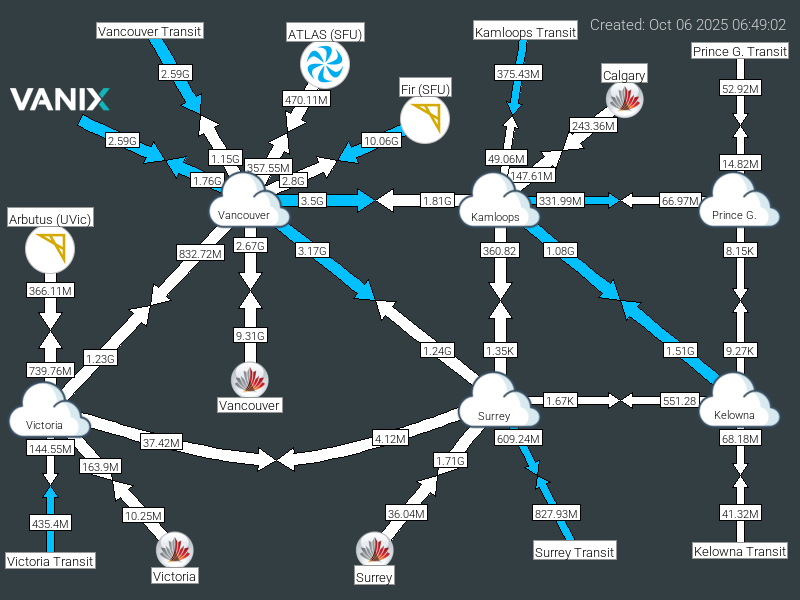 Created: Oct 06 2025 06:49:02
Vancouver Transit
ATLAS (SFU)
Kamloops Transit
Prince G. Transit
2.59G
375.43M
Calgary
Fir (SFU)
52.92M
VANIX
470.11M
243.36M
2.59G
10.06G
1.15G
49.06M
14.82M
357.55M
147.61M
1.76G
2.8G
3.5G
1.81G
331.99M
66.97M
Vancouver
Kamloops
Prince G.
Arbutus (UVic)
832.72M
2.67G
3.17G
360.82
1.08G
8.15K
366.11M
9.31G
1.23G
1.24G
1.35K
1.51G
9.27K
739.76M
Vancouver
1.67K
551.28
Victoria
Surrey
Kelowna
144.55M
37.42M
4.12M
609.24M
68.18M
163.9M
1.71G
435.4M
10.25M
36.04M
827.93M
41.32M
Victoria Transit
Victoria
Surrey
Surrey Transit
Kelowna Transit